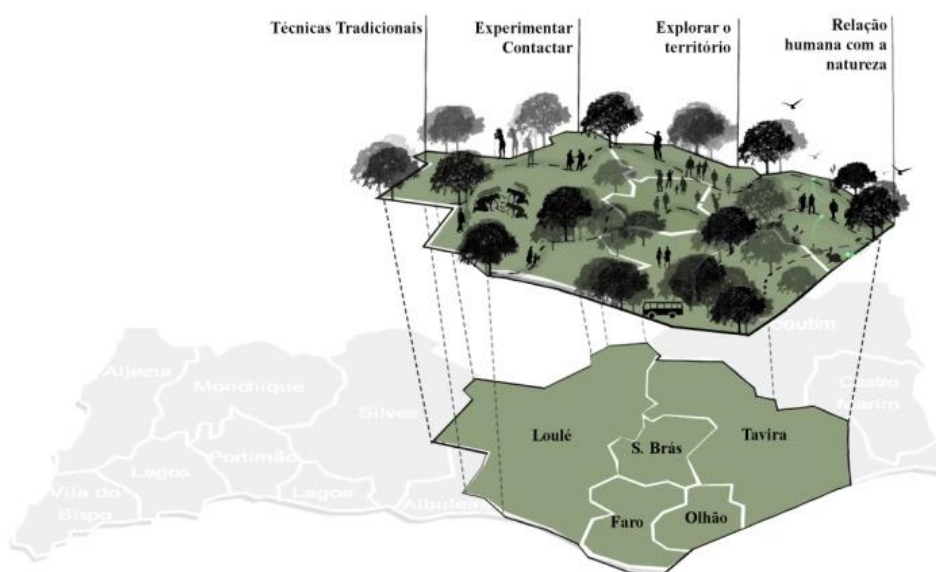 Técnicas Tradicionais
Experimentar
Contactar
Explorar o
território
Relação
humana com a
natureza
Aljezur
Monchique
Silves
coutim
Castro
Marim
Lagos
Portimão
Lagoa
Vila do
Bispo
Albufeira
Loulé
S. Brás
Tavira
Faro
Olhão